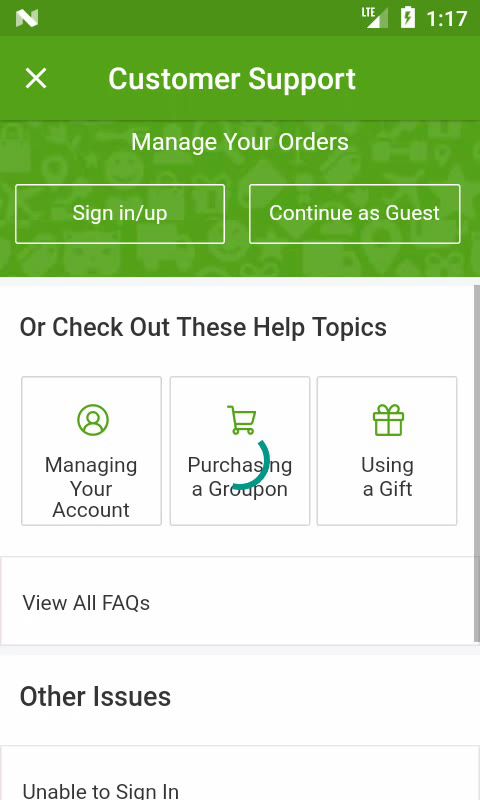 LTE 1:17
Customer Support
Manage Your Orders
Sign in/up
Continue as Guest
Or Check Out These Help Topics
Managing
Your
Account
Purchasing
a Groupon
Using
a Gift
View All FAQs
Other Issues
Unable to Sign In